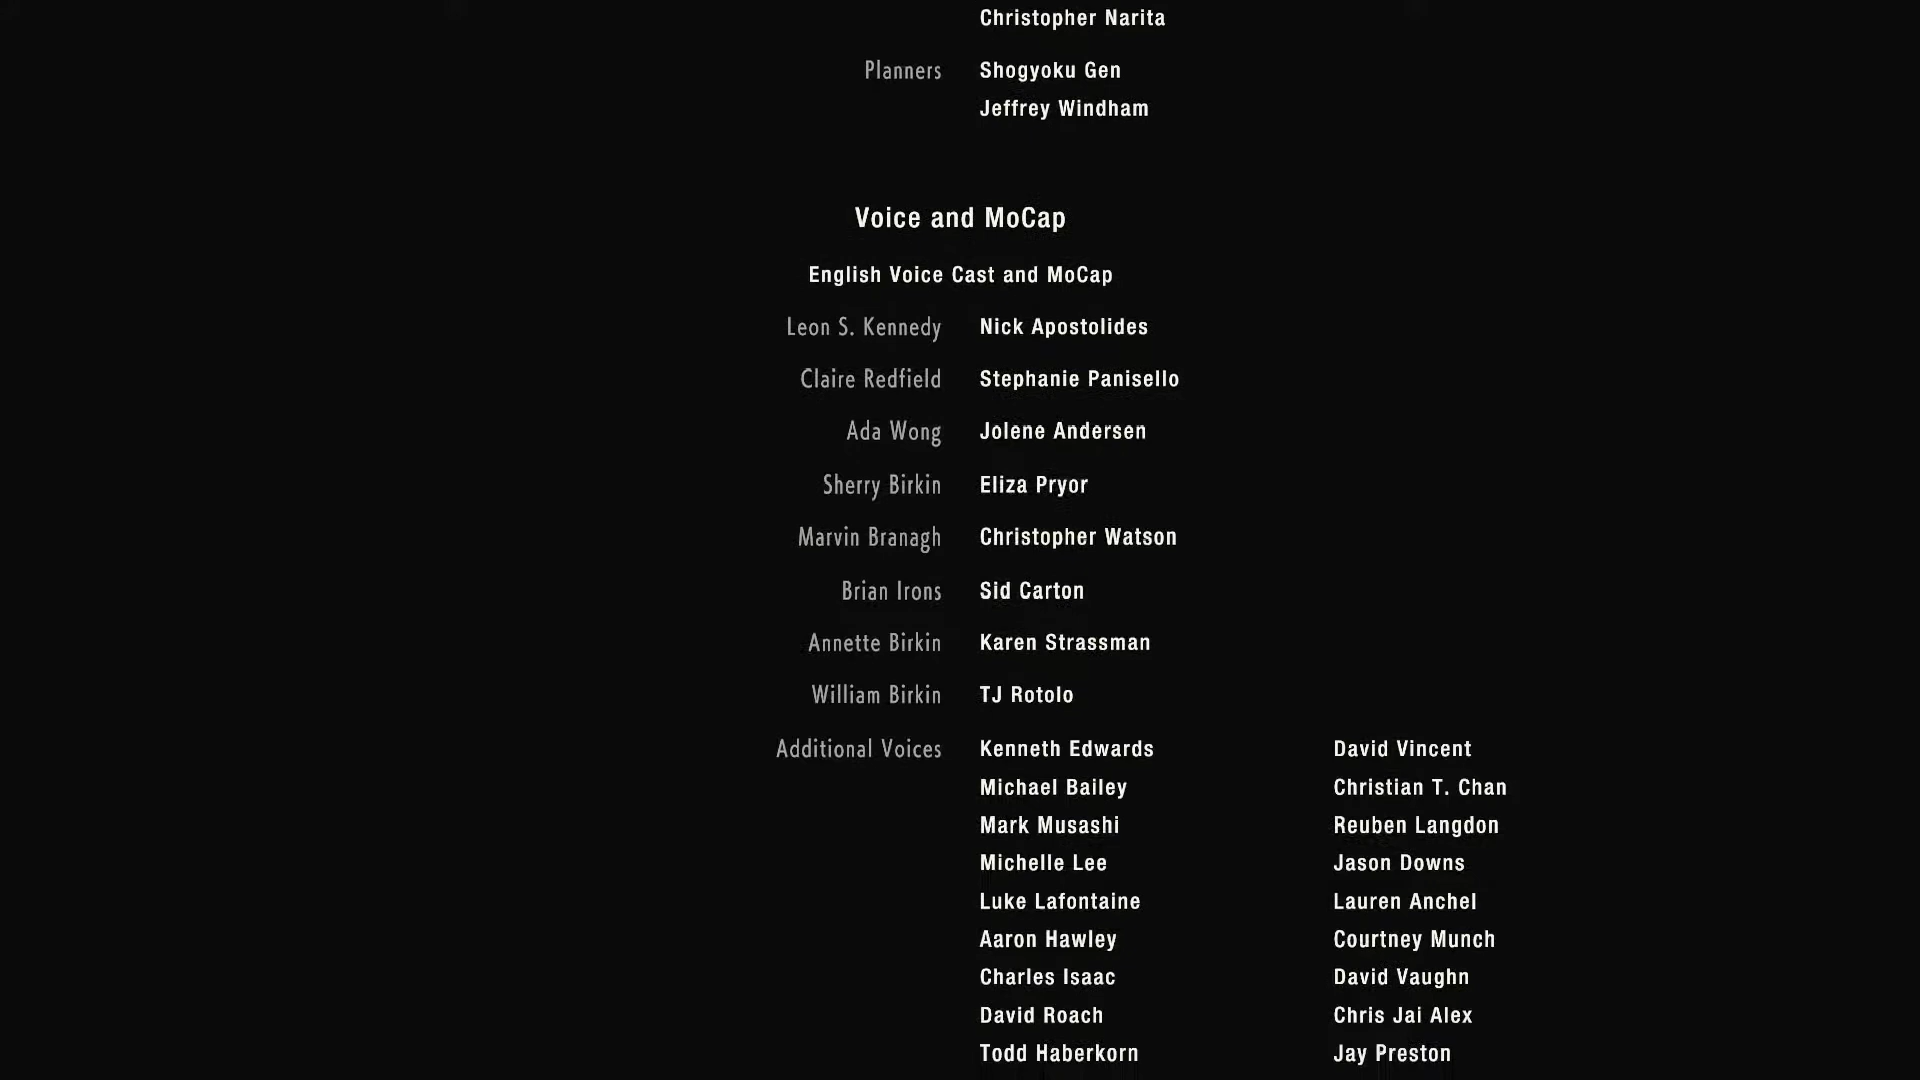 Christopher Narita
Planners Shogyoku Gen
Jeffrey Windham
Voice and MoCap
English Voice Cast and MoCap
Leon S. Kennedy Nick Apostolides
Claire Redfield Stephanie Panisello
Ada Wong Jolene Andersen
Sherry Birkin Eliza Pryor
Marvin Branagh Christopher Watson
Brian Irons Sid Carton
Annette Birkin Karen Strassman
William Birkin TJ Rotolo
Additional Voices Kenneth Edwards David Vincent
Michael Bailey Christian T. Chan
Mark Musashi Reuben Langdon
Michelle Lee Jason Downs
Luke Lafontaine Lauren Anchel
Aaron Hawley Courtney Munch
Charles Isaac David Vaughn
David Roach Chris Jai Alex
Todd Haberkorn Jay Preston